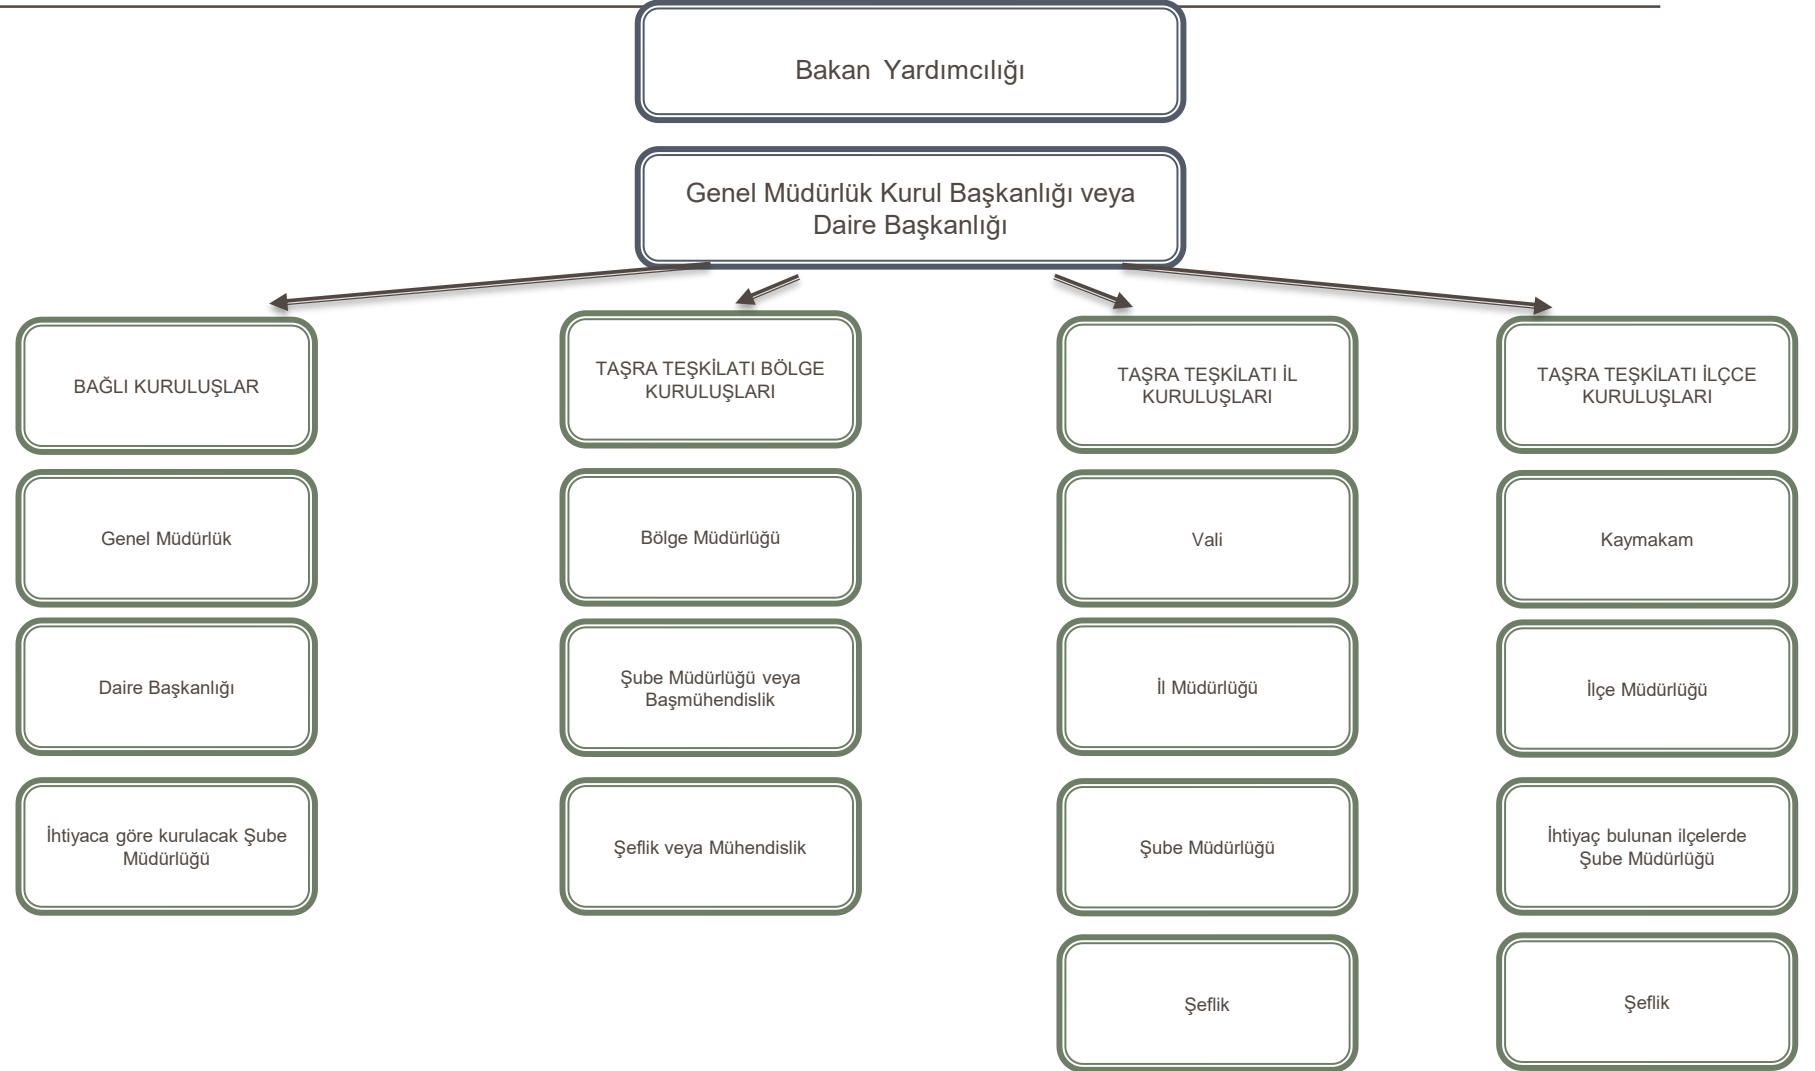 Bakan Yardımcılığı
Genel Müdürlük Kurul Başkanlığı veya
Daire Başkanlığı
BAĞLI KURULUŞLAR
TAŞRA TEŞKİLATI BÖLGE
KURULUŞLARI
TAŞRA TEŞKİLATI İL
KURULUŞLARI
TAŞRA TEŞKİLATI İLÇCE
KURULUŞLARI
Genel Müdürlük
Bölge Müdürlüğü
Vali
Kaymakam
Daire Başkanlığı
Şube Müdürlüğü veya
Başmühendislik
İl Müdürlüğü
İlçe Müdürlüğü
İhtiyaca göre kurulacak Şube
Müdürlüğü
Şeflik veya Mühendislik
Şube Müdürlüğü
İhtiyaç bulunan ilçelerde
Şube Müdürlüğü
Şeflik
Şeflik